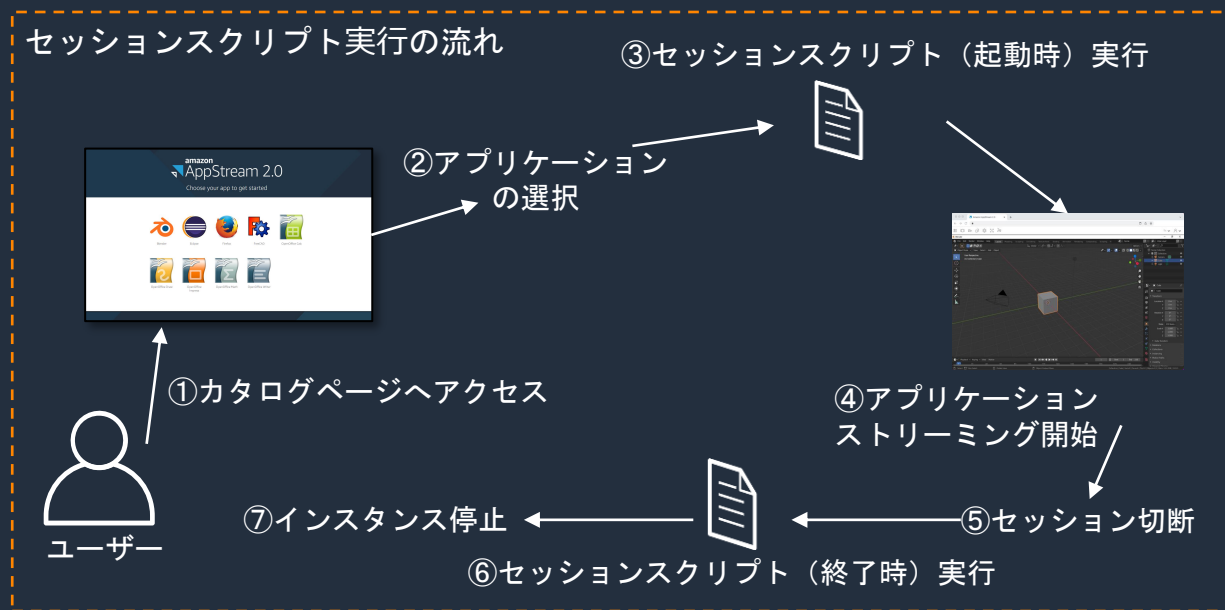 セッションスクリプト実行の流れ
③セッションスクリプト（起動時）実行
amazon
AppStream 2.0
Choose your app to get started
②アプリケーション
の選択
①カタログページへアクセス
④アプリケーション
ストリーミング開始
⑤セッション切断
⑦インスタンス停止
⑥セッションスクリプト（終了時）実行
ユーザー